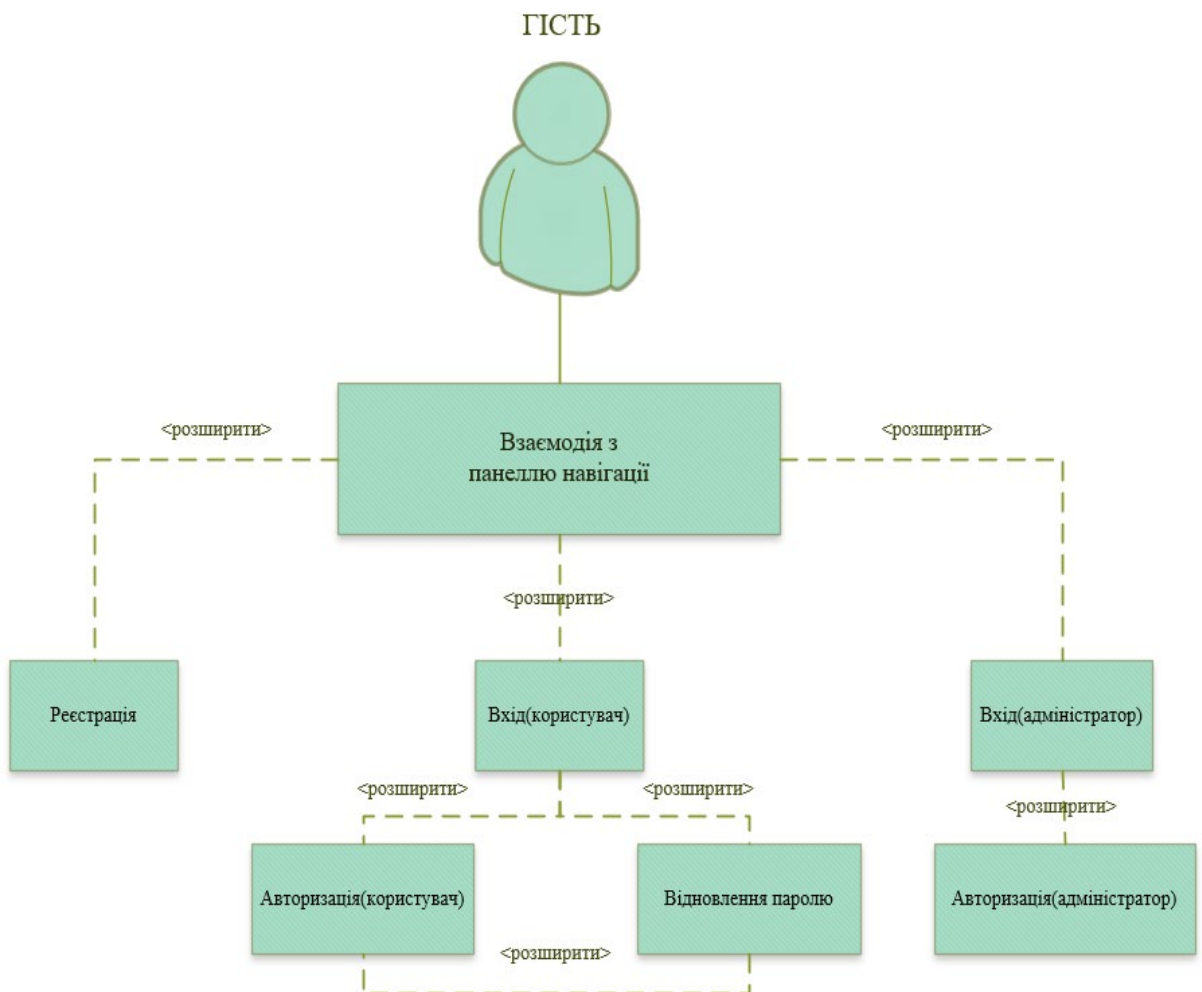 ГІСТЬ
Взаємодія з
панеллю навігації
<розширити>
<розширити>
<розширити>
Реєстрація
Вхід(користувач)
Вхід(адміністратор)
<розширити>
<розширити>
<розширити>
Авторизація(користувач)
Відновлення паролю
Авторизація(адміністратор)
<розширити>